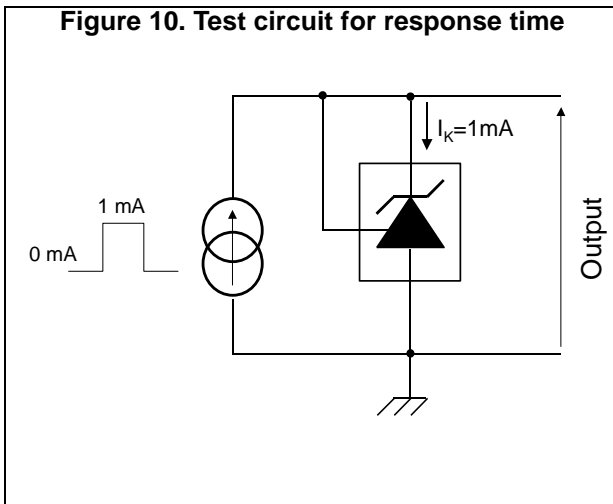 Figure 10. Test circuit for response time
I_K=1mA
1 mA
0 mA
Output